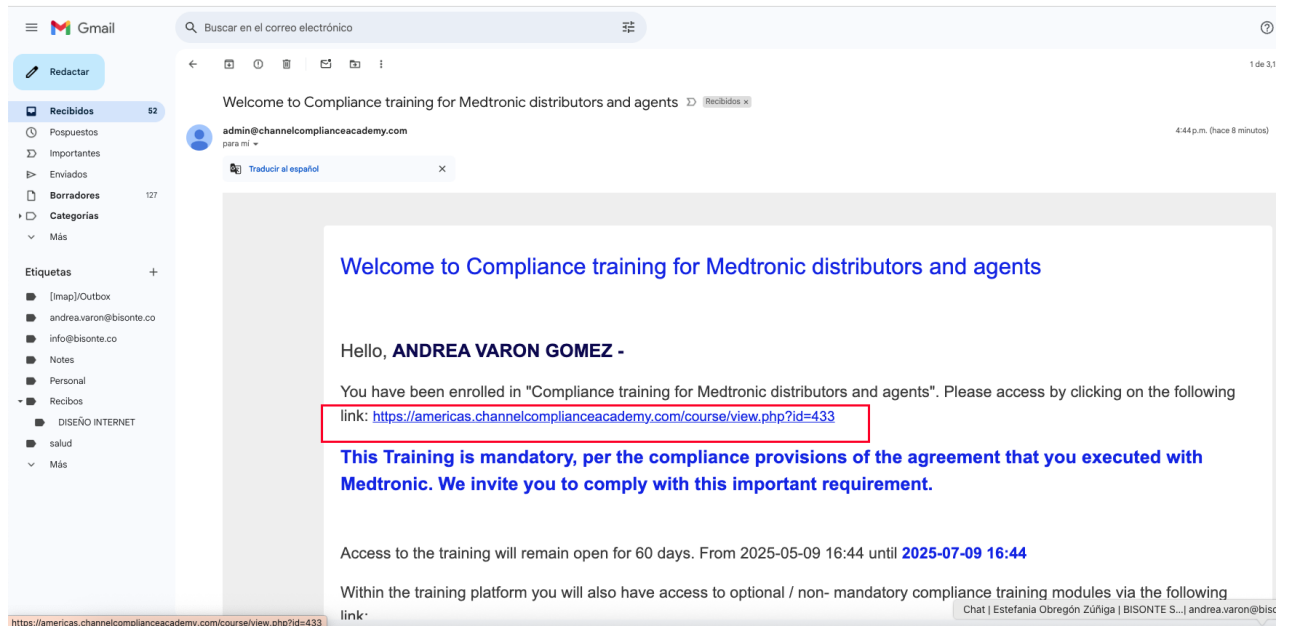 Gmail
Buscar en el correo electrónico
Redactar
1 de 3,1
Recibidos 52
Pospuestos
Importantes
Enviados
Borradores 127
Categorías
Más
Etiquetas +
[Imap]/Outbox
andrea.varon@bisonte.co
info@bisonte.co
Notes
Personal
Recibos
DISEÑO INTERNET
salud
Más
Welcome to Compliance training for Medtronic distributors and agents Recibidos x
admin@channelcomplianceacademy.com 4:44 p.m. (hace 8 minutos)
para mí
Traducir al español
Welcome to Compliance training for Medtronic distributors and agents
Hello, ANDREA VARON GOMEZ -
You have been enrolled in "Compliance training for Medtronic distributors and agents". Please access by clicking on the following
link: https://americas.channelcomplianceacademy.com/course/view.php?id=433
This Training is mandatory, per the compliance provisions of the agreement that you executed with
Medtronic. We invite you to comply with this important requirement.
Access to the training will remain open for 60 days. From 2025-05-09 16:44 until 2025-07-09 16:44
Within the training platform you will also have access to optional / non- mandatory compliance training modules via the following
link:
Chat | Estefania Obregón Zúñiga | BISONTE S...| andrea.varon@biso
https://americas.channelcomplianceacademy.com/course/view.php?id=433